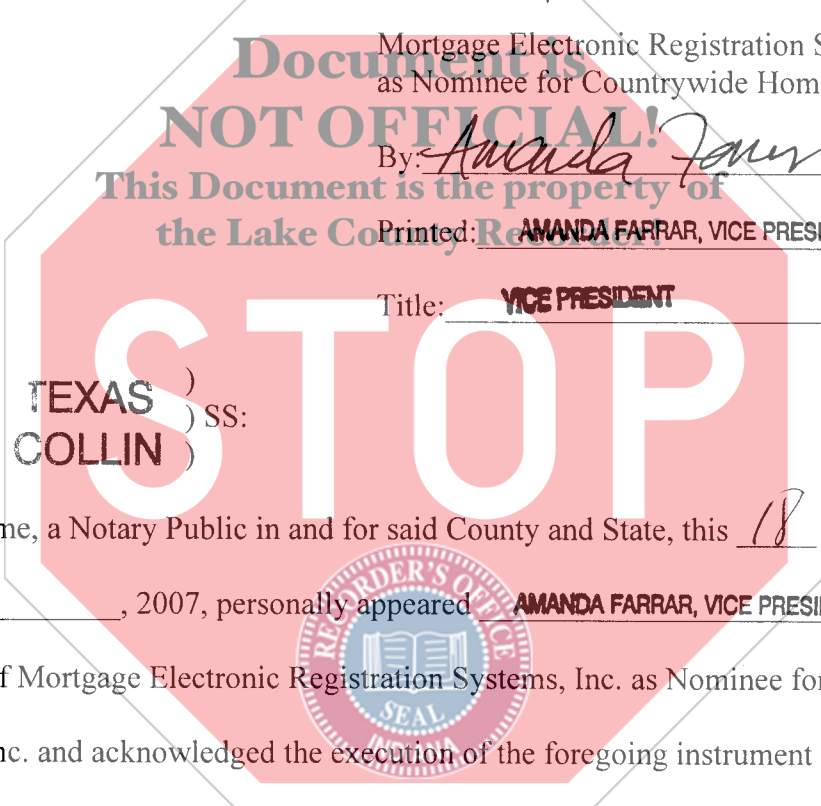 Mortgage Electronic Registration S
Document is
as Nominee for Countrywide Hom
NOT OFFICIAL!
By: Amanda Farrar
This Document is the property of
the Lake County Recorder!
Printed: AMANDA FARRAR, VICE PRESI
Title: VICE PRESIDENT
STOP
TEXAS )
) SS:
COLLIN )
me, a Notary Public in and for said County and State, this 18
, 2007, personally appeared AMANDA FARRAR, VICE PRESI
RECORDER'S OFFICE
f Mortgage Electronic Registration Systems, Inc. as Nominee for
SEAL
INDIANA
nc. and acknowledged the execution of the foregoing instrument